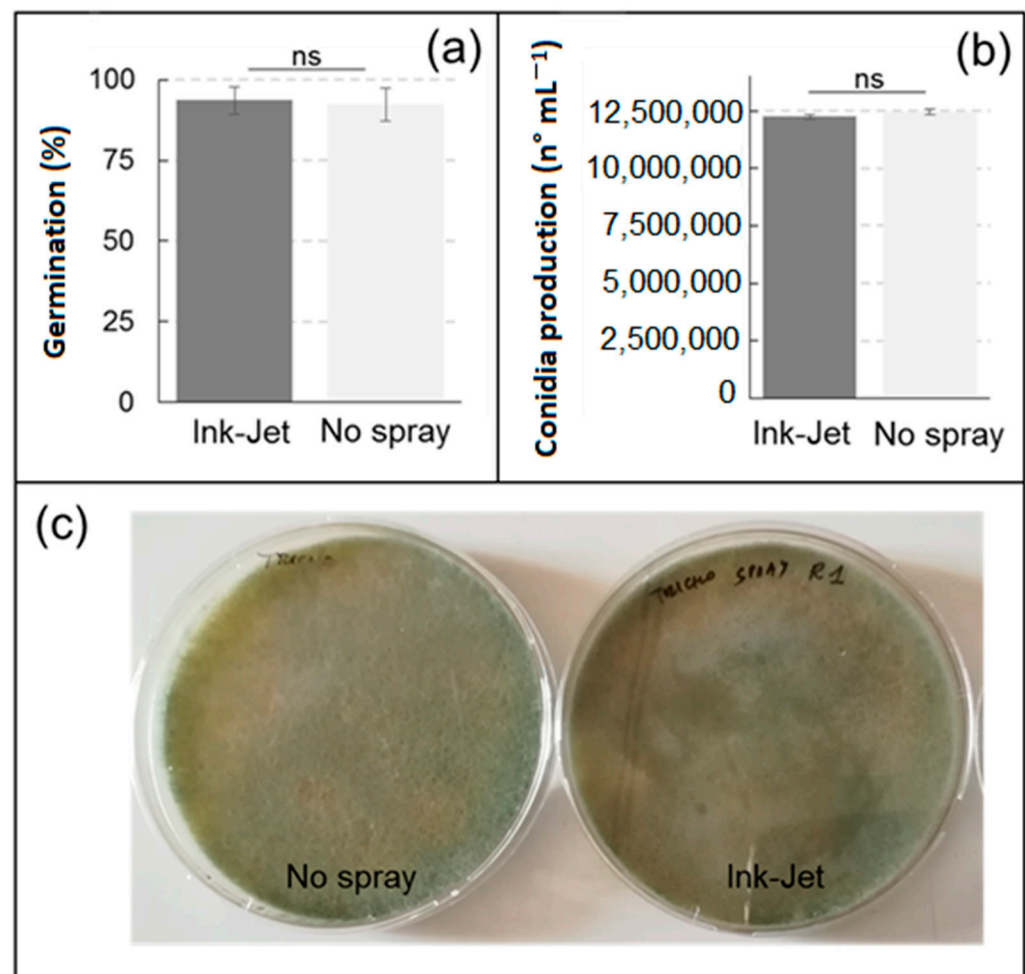 (a)
ns
Germination (%)
100
75
50
25
0
Ink-Jet No spray
(b)
ns
Conidia production (n° mL⁻¹)
12,500,000
10,000,000
7,500,000
5,000,000
2,500,000
0
Ink-Jet No spray
(c)
TRICHO SPRAY R1
No spray
Ink-Jet